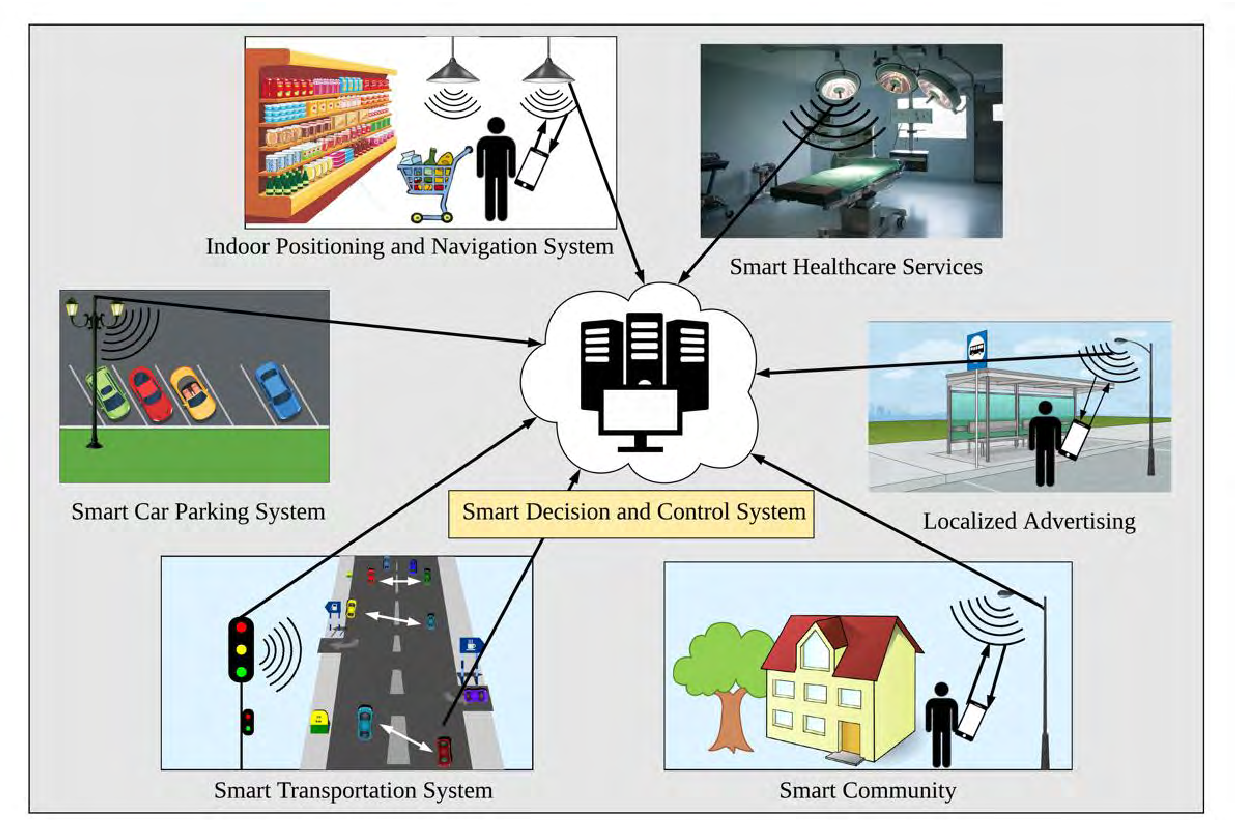 Indoor Positioning and Navigation System
Smart Healthcare Services
Smart Car Parking System
Smart Decision and Control System
Localized Advertising
Smart Transportation System
Smart Community